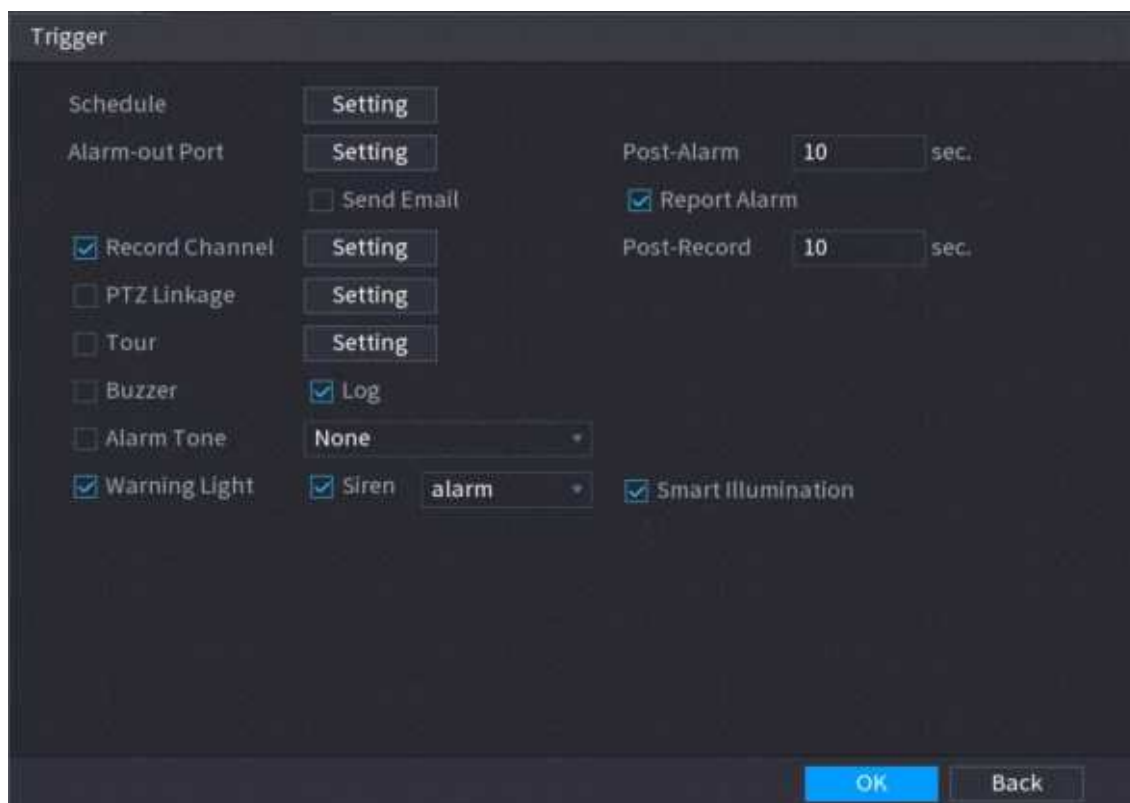 Trigger
Schedule Setting
Alarm-out Port Setting Post-Alarm 10 sec.
Send Email Report Alarm
Record Channel Setting Post-Record 10 sec.
PTZ Linkage Setting
Tour Setting
Buzzer Log
Alarm Tone None
Warning Light Siren alarm Smart Illumination
OK Back